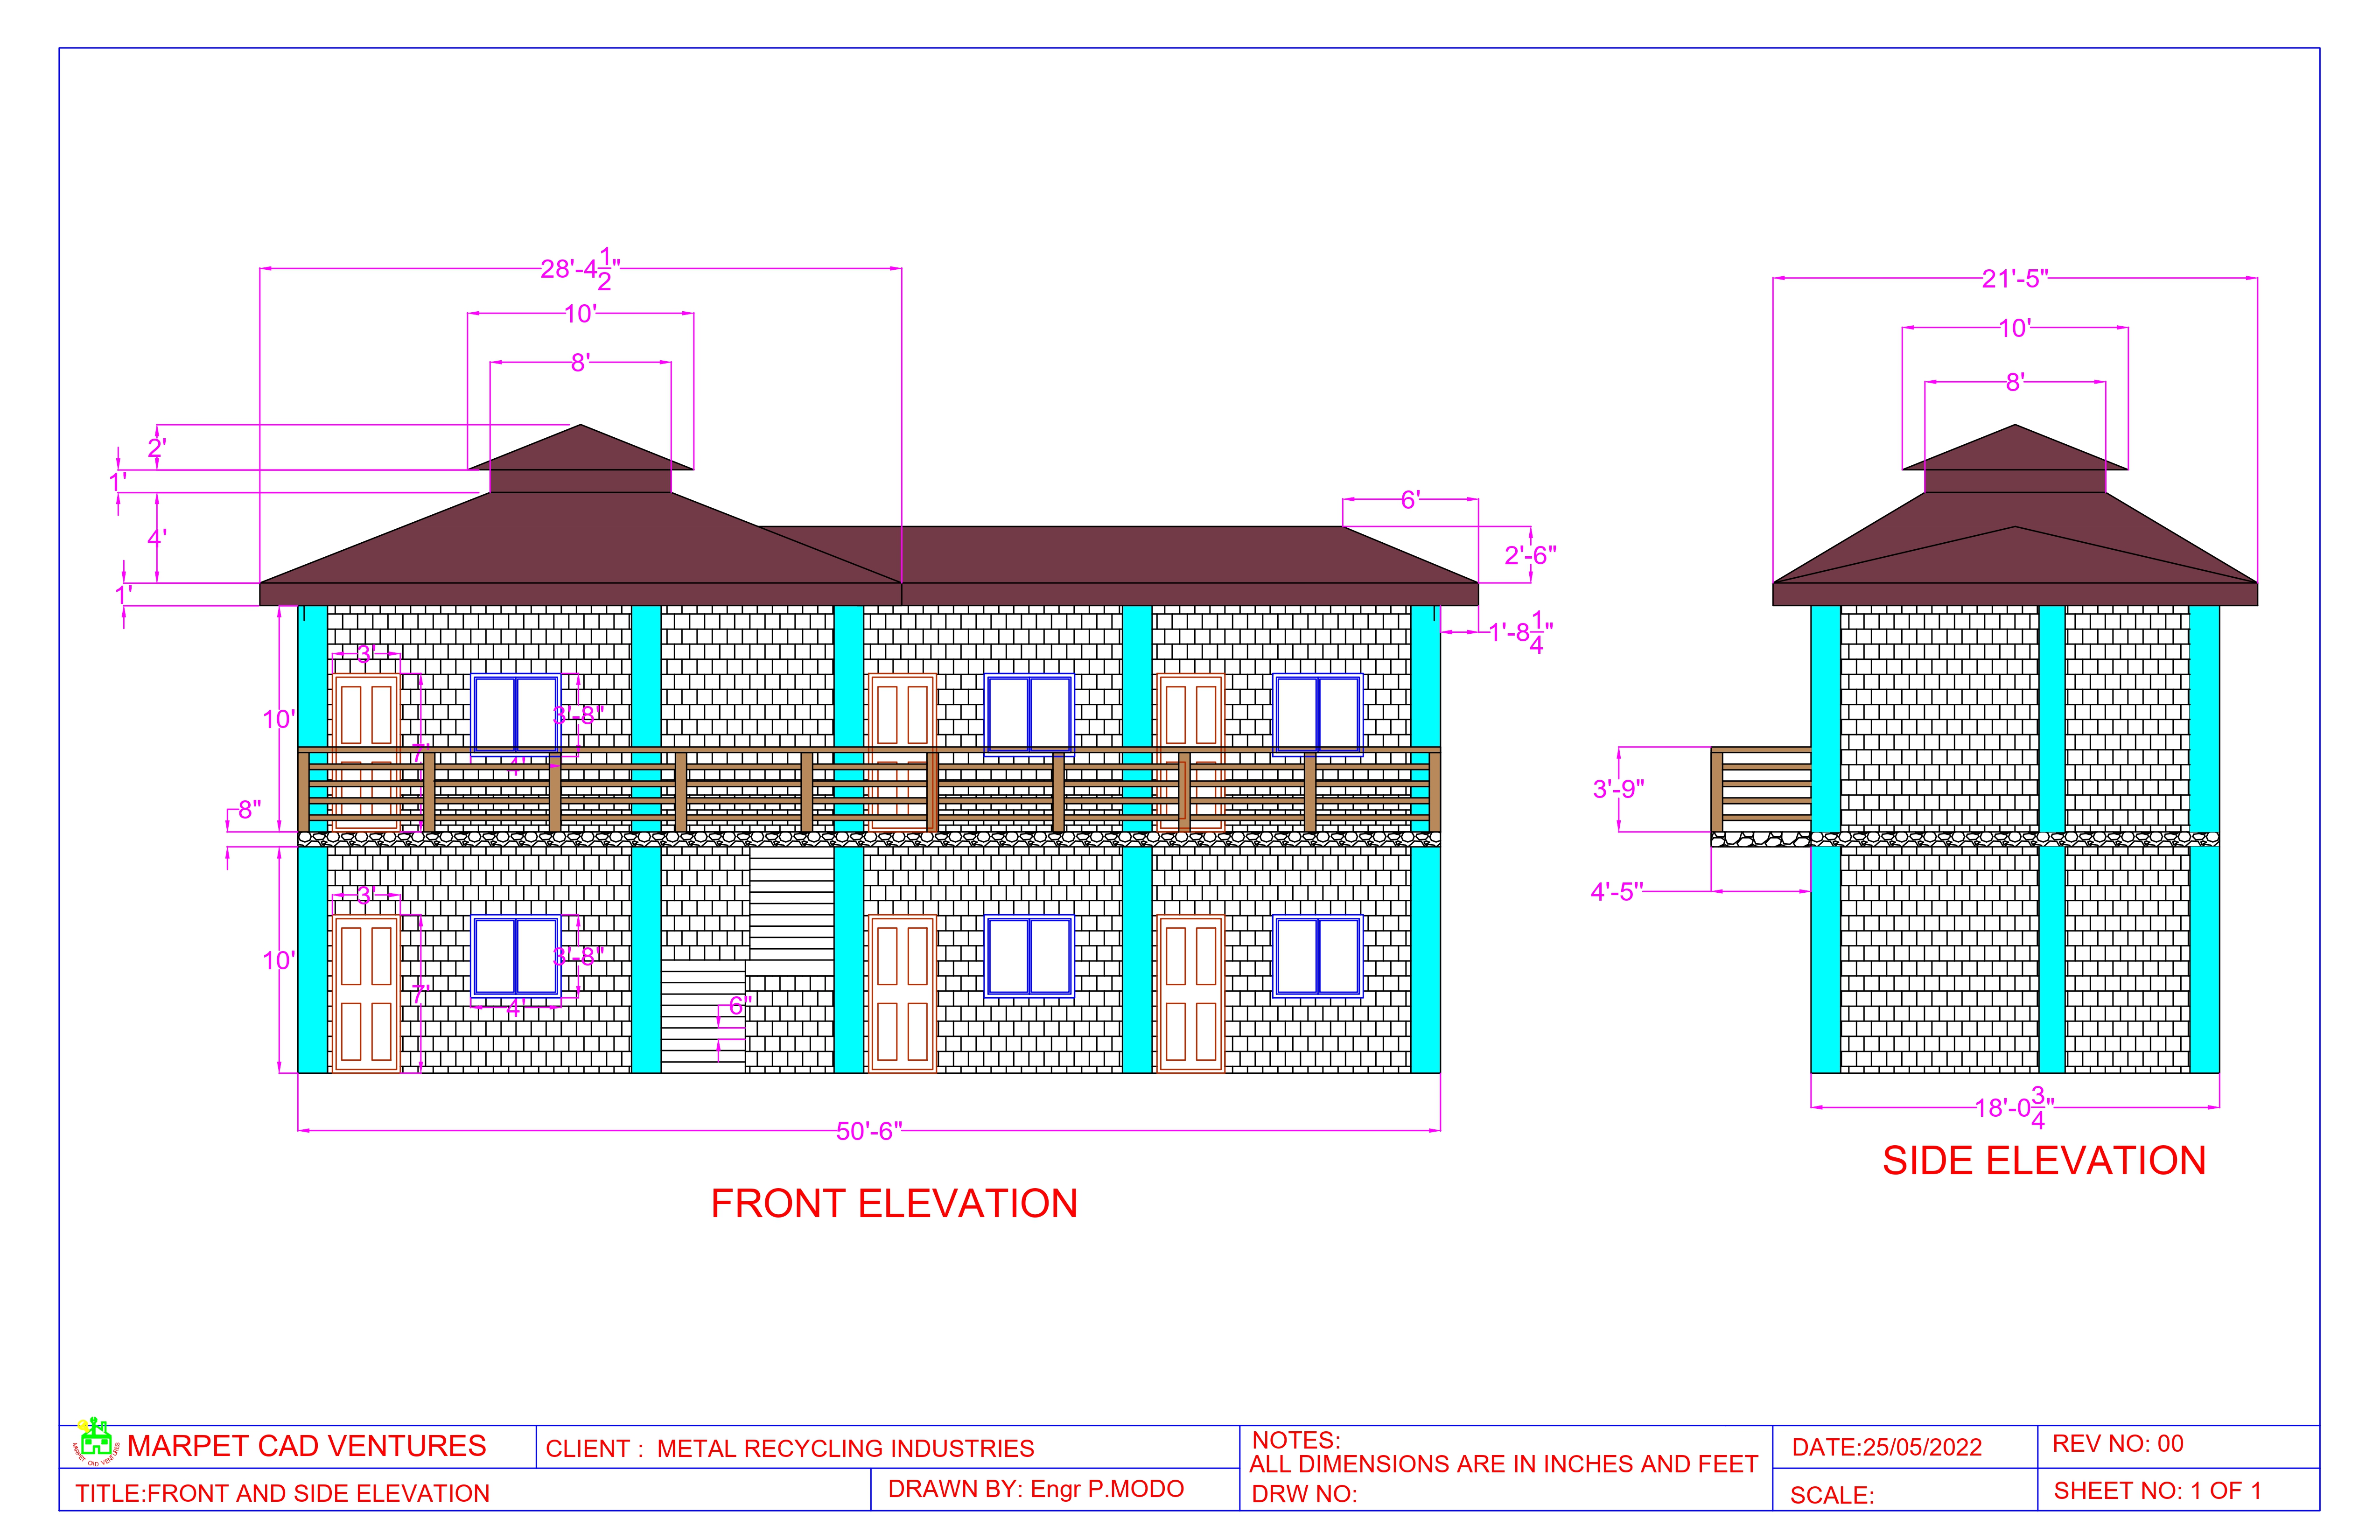 28'-4 1/2"
10'
8'
21'-5"
10'
8'
2'
1'
4'
1'
6'
2'-6"
1'-8 1/4"
3'
10'
3'-8"
7'
4'
8"
3'-9"
4'-5"
3'
10'
3'-8"
7'
4'
6"
50'-6"
18'-0 3/4"
SIDE ELEVATION
FRONT ELEVATION
MARPET CAD VENTURES
MARPET CAD VENTURES
CLIENT : METAL RECYCLING INDUSTRIES
NOTES:
ALL DIMENSIONS ARE IN INCHES AND FEET
DATE:25/05/2022
REV NO: 00
TITLE:FRONT AND SIDE ELEVATION
DRAWN BY: Engr P.MODO
DRW NO:
SCALE:
SHEET NO: 1 OF 1